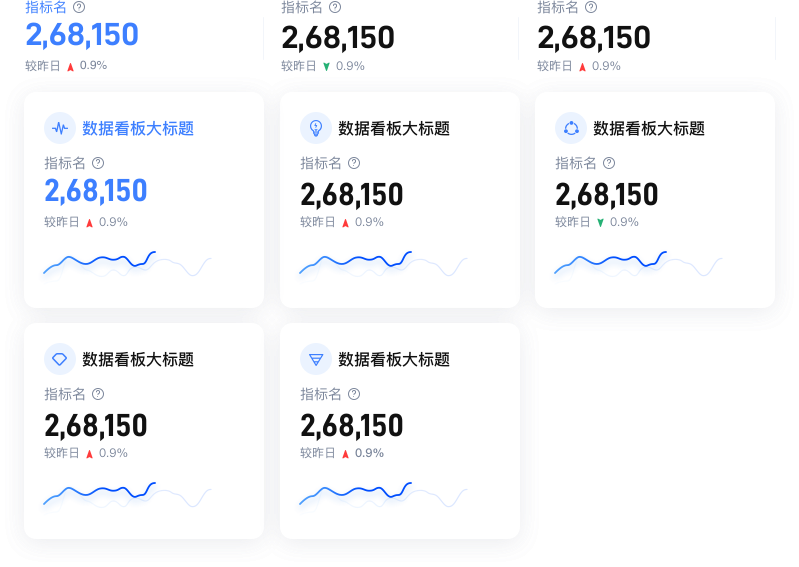 指标名 指标名 指标名
2,68,150 2,68,150 2,68,150
较昨日 0.9% 较昨日 0.9% 较昨日 0.9%
数据看板大标题 数据看板大标题 数据看板大标题
指标名 指标名 指标名
2,68,150 2,68,150 2,68,150
较昨日 0.9% 较昨日 0.9% 较昨日 0.9%
数据看板大标题 数据看板大标题
指标名 指标名
2,68,150 2,68,150
较昨日 0.9% 较昨日 0.9%